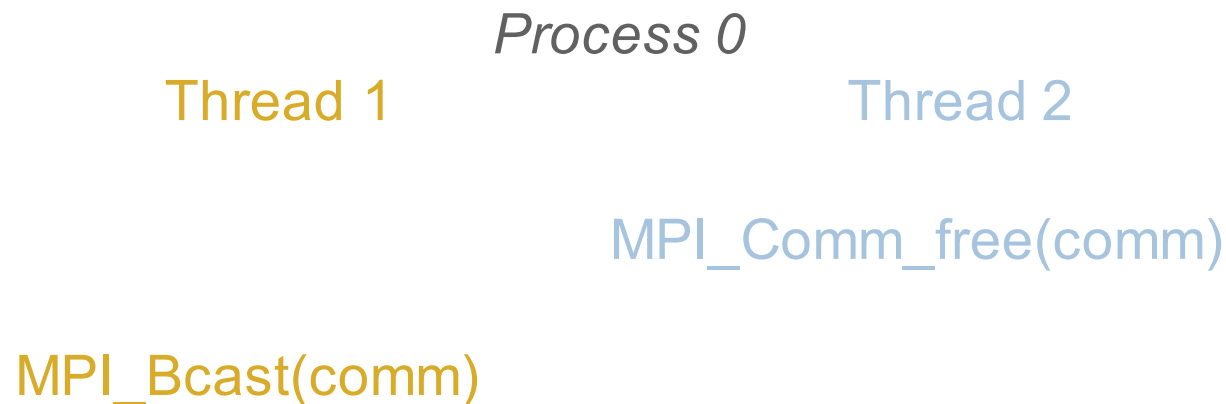 Process 0
Thread 1 Thread 2
MPI_Comm_free(comm)
MPI_Bcast(comm)